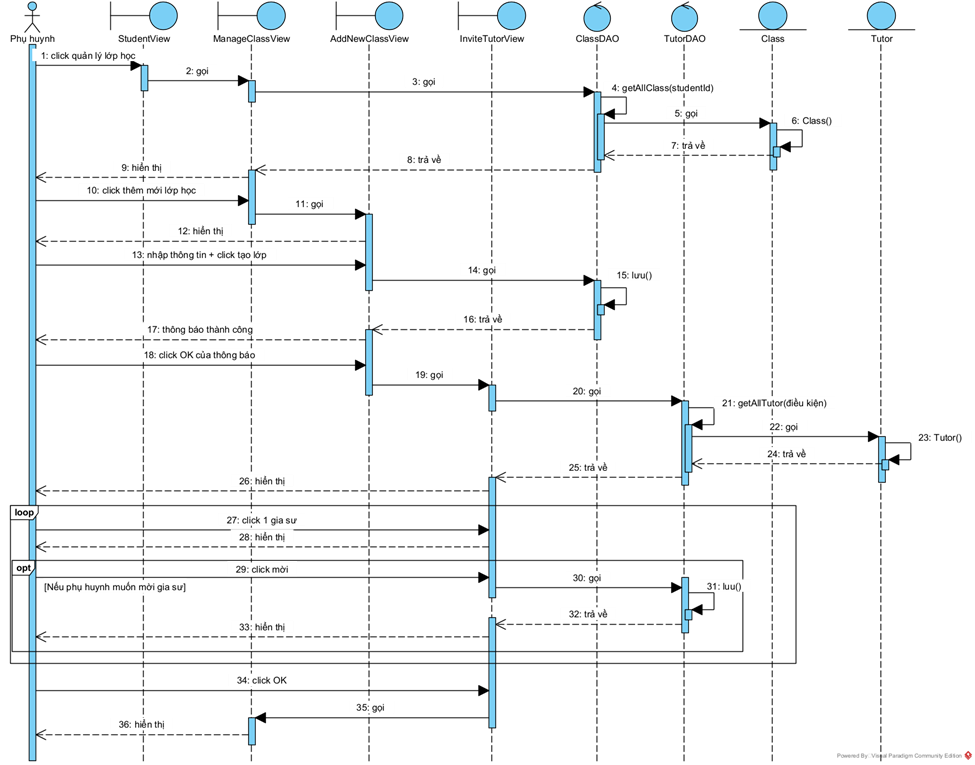 Phụ huynh
StudentView
ManageClassView
AddNewClassView
InviteTutorView
ClassDAO
TutorDAO
Class
Tutor
1: click quản lý lớp học
2: gọi
3: gọi
4: getAllClass(studentId)
5: gọi
6: Class()
7: trả về
8: trả về
9: hiển thị
10: click thêm mới lớp học
11: gọi
12: hiển thị
13: nhập thông tin + click tạo lớp
14: gọi
15: lưu()
16: trả về
17: thông báo thành công
18: click OK của thông báo
19: gọi
20: gọi
21: getAllTutor(điều kiện)
22: gọi
23: Tutor()
24: trả về
25: trả về
26: hiển thị
loop
27: click 1 gia sư
28: hiển thị
opt
29: click mời
[Nếu phụ huynh muốn mời gia sư]
30: gọi
31: luu()
32: trả về
33: hiển thị
34: click OK
35: gọi
36: hiển thị
Powered By: Visual Paradigm Community Edition